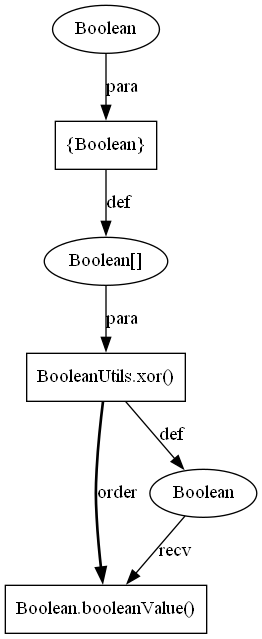 Boolean
para
{Boolean}
def
Boolean[]
para
BooleanUtils.xor()
def
order
Boolean
recv
Boolean.booleanValue()